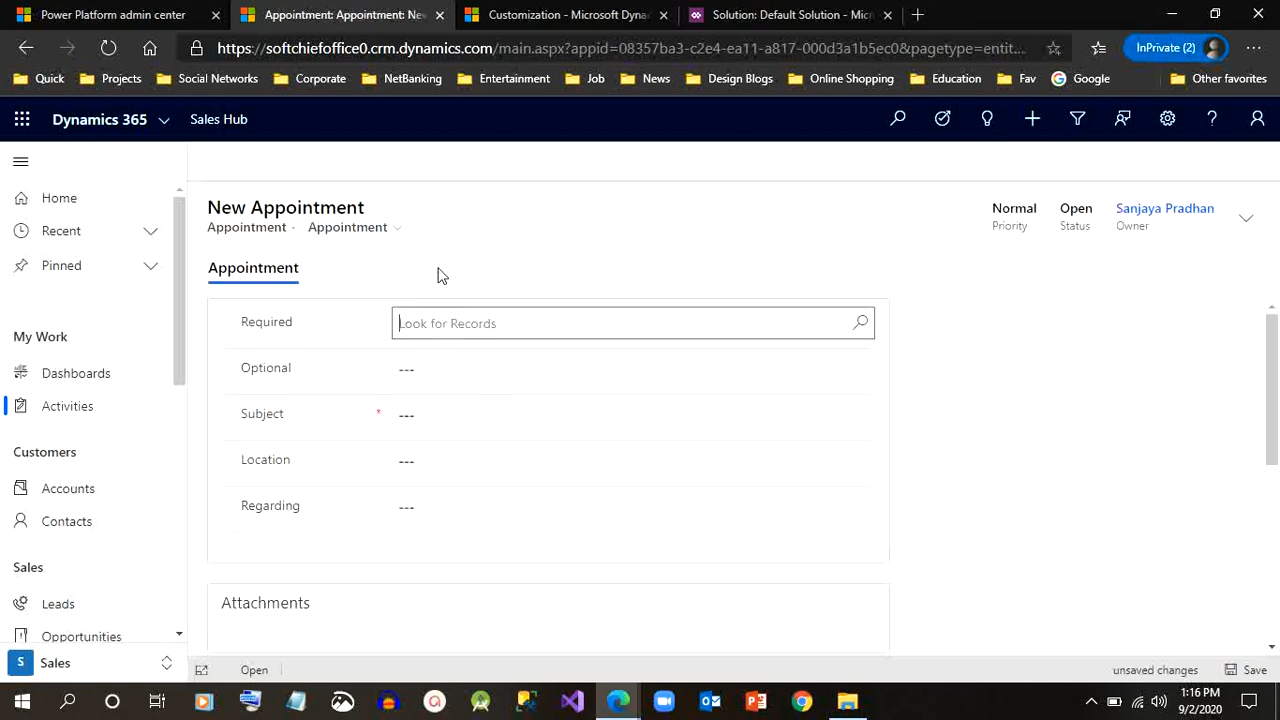 Power Platform admin center
Appointment: Appointment: Ne
Customization - Microsoft Dyna
Solution: Default Solution - Micr
https://softchiefoffice0.crm.dynamics.com/main.aspx?appid=08357ba3-c2e4-ea11-a817-000d3a1b5ec0&pagetype=entit...
InPrivate (2)
Quick
Projects
Social Networks
Corporate
NetBanking
Entertainment
Job
News
Design Blogs
Online Shopping
Education
Fav
Google
Other favorites
Dynamics 365
Sales Hub
Home
Recent
Pinned
My Work
Dashboards
Activities
Customers
Accounts
Contacts
Sales
Leads
Opportunities
S Sales
New Appointment
Appointment · Appointment
Normal
Priority
Open
Status
Sanjaya Pradhan
Owner
Appointment
Required
Look for Records
Optional
---
Subject * ---
Location
---
Regarding
---
Attachments
Open
unsaved changes
Save
1:16 PM
9/2/2020